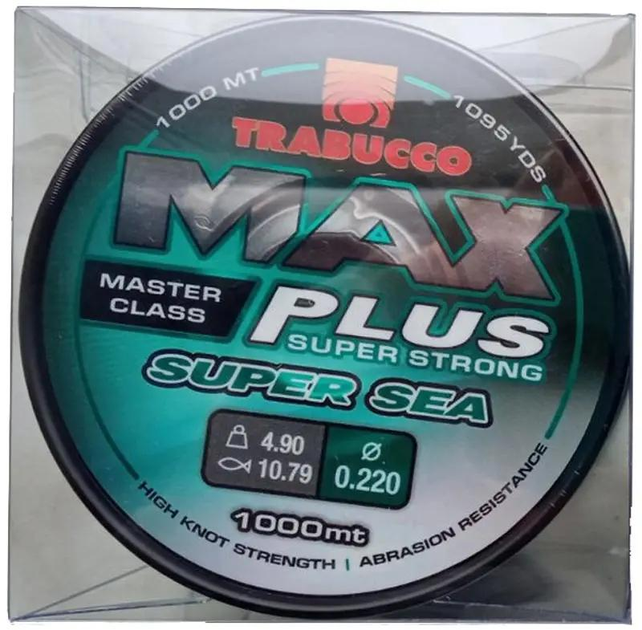 1000 MT
1095 YDS
TRABUCCO
MAX
MASTER
CLASS
PLUS
SUPER STRONG
SUPER SEA
4.90
10.79
Ø
0.220
1000mt
HIGH KNOT STRENGTH | ABRASION RESISTANCE